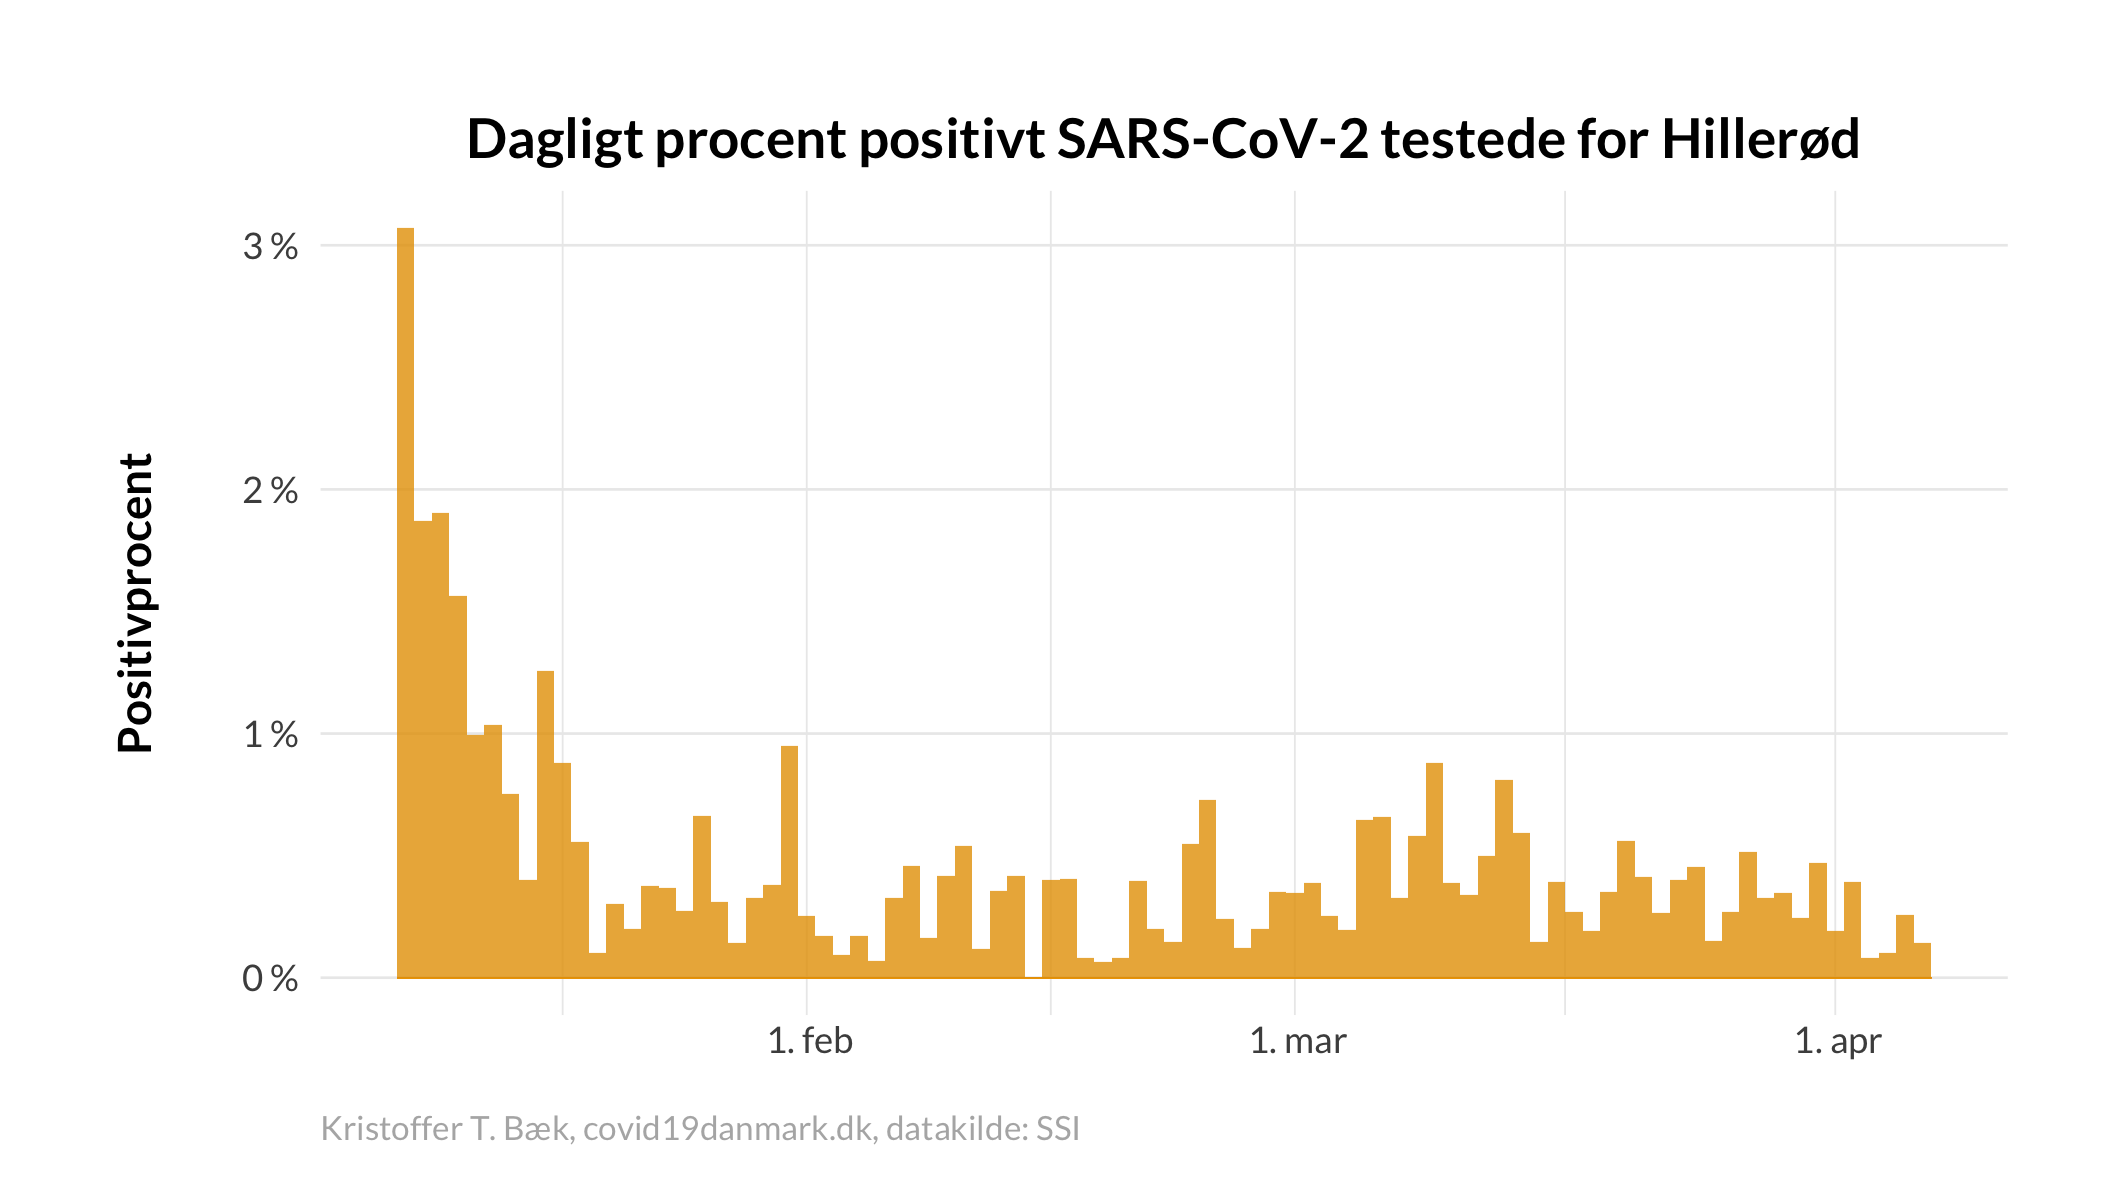 Dagligt procent positivt SARS-CoV-2 testede for Hillerød
Positivprocent
3 %
2 %
1 %
0 %
1. feb
1. mar
1. apr
Kristoffer T. Bæk, covid19danmark.dk, datakilde: SSI